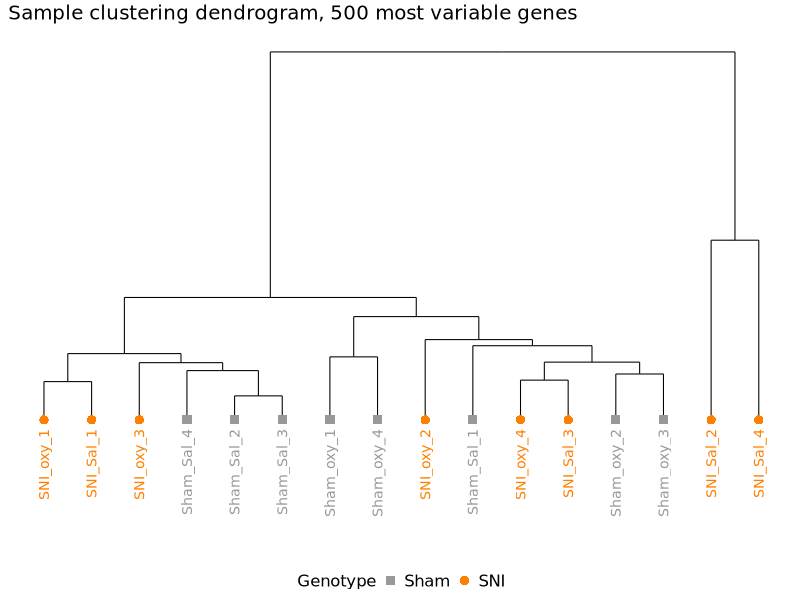 Sample clustering dendrogram, 500 most variable genes
SNI_oxy_1
SNI_Sal_1
SNI_oxy_3
Sham_Sal_4
Sham_Sal_2
Sham_Sal_3
Sham_oxy_1
Sham_oxy_4
SNI_oxy_2
Sham_Sal_1
SNI_oxy_4
SNI_Sal_3
Sham_oxy_2
Sham_oxy_3
SNI_Sal_2
SNI_Sal_4
Genotype Sham SNI